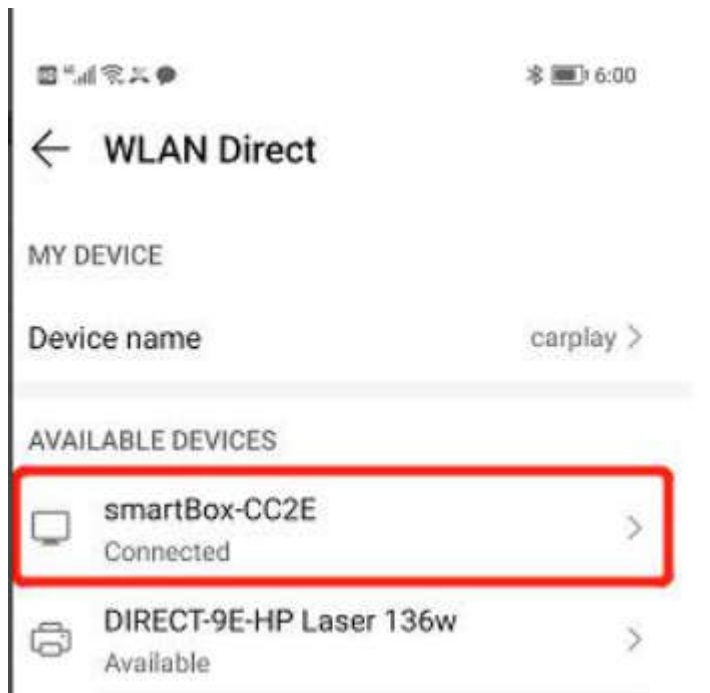 6:00
WLAN Direct
MY DEVICE
Device name carplay
AVAILABLE DEVICES
smartBox-CC2E
Connected
DIRECT-9E-HP Laser 136w
Available